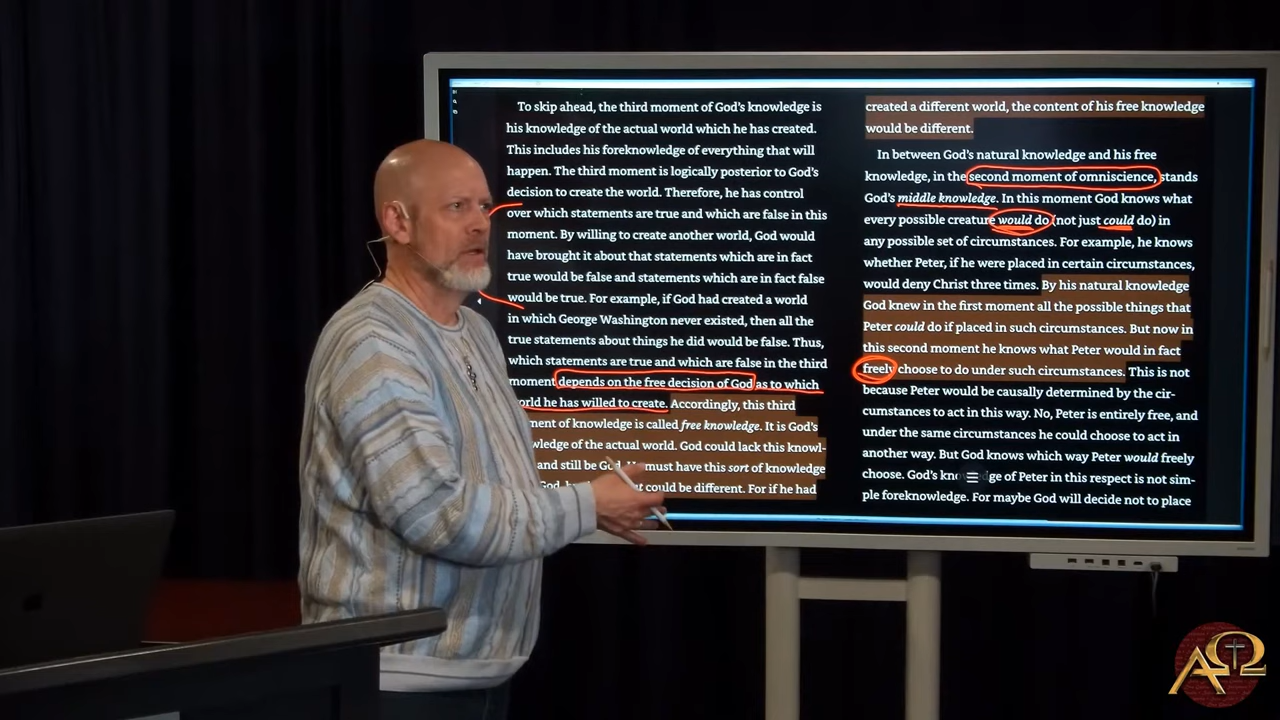 To skip ahead, the third moment of God's knowledge is
his knowledge of the actual world which he has created.
This includes his foreknowledge of everything that will
happen. The third moment is logically posterior to God's
decision to create the world. Therefore, he has control
over which statements are true and which are false in this
moment. By willing to create another world, God would
have brought it about that statements which are in fact
true would be false and statements which are in fact false
would be true. For example, if God had created a world
in which George Washington never existed, then all the
true statements about things he did would be false. Thus,
which statements are true and which are false in the third
moment depends on the free decision of God as to which
he has willed to create. Accordingly, this third
of knowledge is called free knowledge. It is God's
of the actual world. God could lack this knowl-
and still be must have this sort of knowledge
could be different. For if he had
created a different world, the content of his free knowledge
would be different.
In between God's natural knowledge and his free
knowledge, in the second moment of omniscience, stands
God's middle knowledge. In this moment God knows what
every possible creature would do (not just could do) in
any possible set of circumstances. For example, he knows
whether Peter, if he were placed in certain circumstances,
would deny Christ three times. By his natural knowledge
God knew in the first moment all the possible things that
Peter could do if placed in such circumstances. But now in
this second moment he knows what Peter would in fact
freely choose to do under such circumstances. This is not
because Peter would be causally determined by the cir-
cumstances to act in this way. No, Peter is entirely free, and
under the same circumstances he could choose to act in
another way. But God knows which way Peter would freely
choose. God's of Peter in this respect is not sim-
ple foreknowledge. For maybe God will decide not to place
ΑΩ